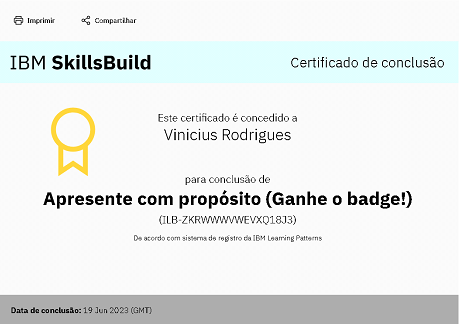 Imprimir Compartilhar
IBM SkillsBuild Certificado de conclusão
Este certificado é concedido a
Vinicius Rodrigues
para conclusão de
Apresente com propósito (Ganhe o badge!)
(ILB-ZKRWWWVWEVXQ18J3)
De acordo com sistema de registro da IBM Learning Patterns
Data de conclusão: 19 Jun 2023 (GMT)